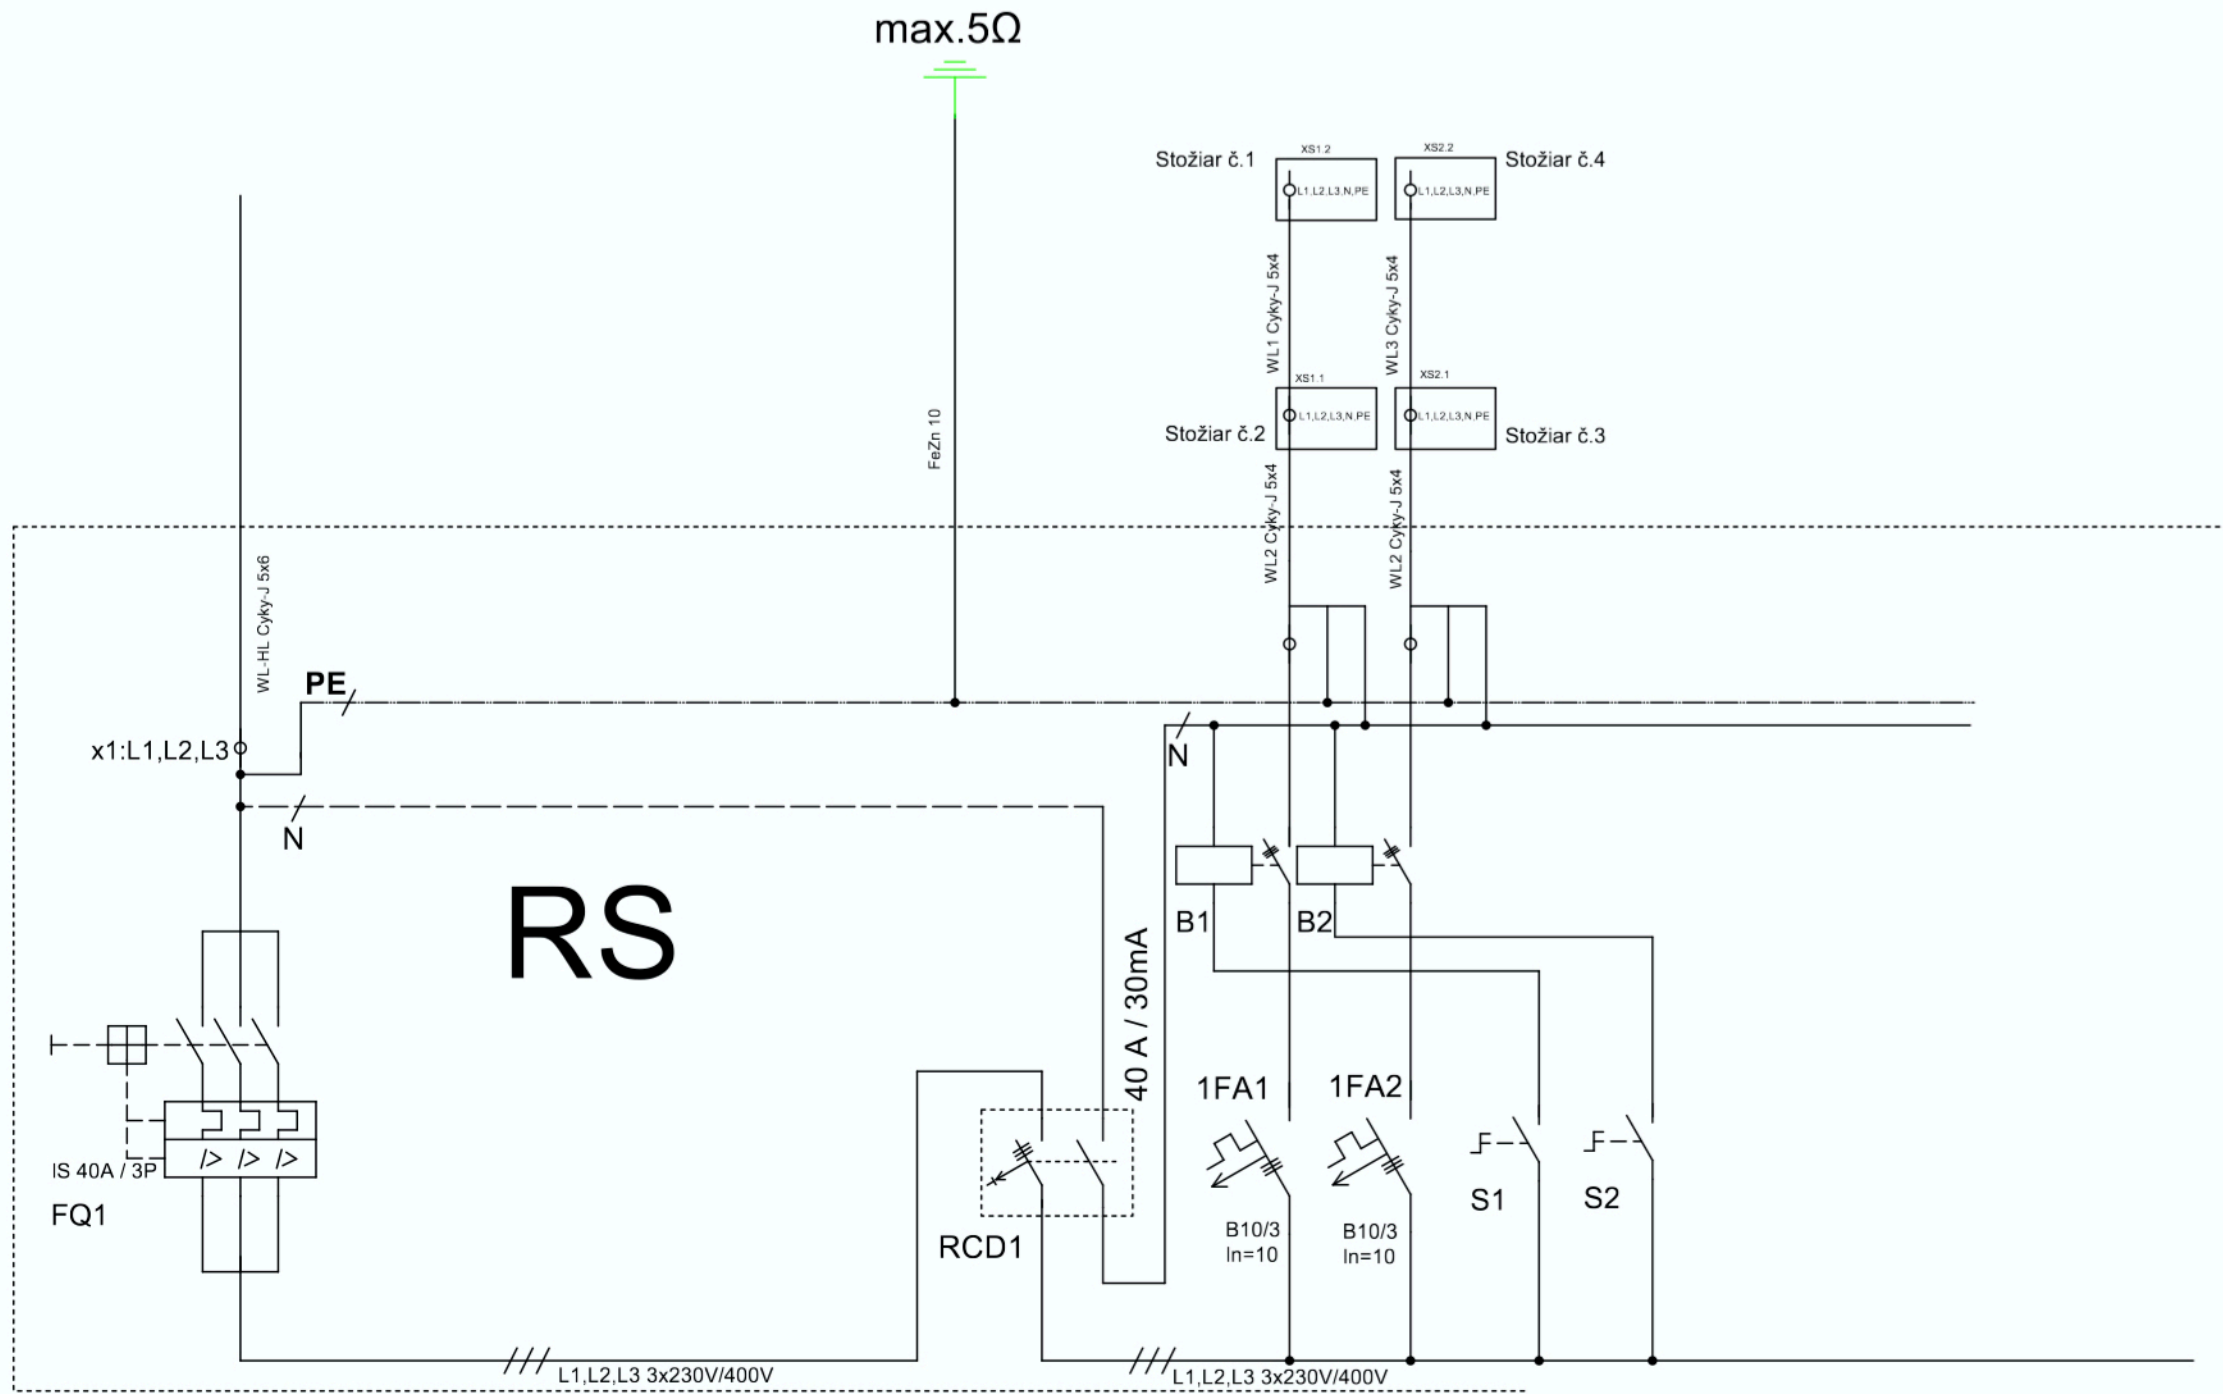 max.5Ω
XS1.2
XS2.2
Stožiar č.1
Stožiar č.4
L1,L2,L3,N,PE
L1,L2,L3,N,PE
WL1 Cyky-J 5x4
WL3 Cyky-J 5x4
XS1.1
XS2.1
L1,L2,L3,N,PE
L1,L2,L3,N,PE
Stožiar č.2
Stožiar č.3
FeZn 10
WL2 Cyky-J 5x4
WL2 Cyky-J 5x4
WL-HL Cyky-J 5x6
PE
x1:L1,L2,L3
N
N
RS
B1
B2
40 A / 30mA
1FA1
1FA2
IS 40A / 3P
FQ1
S1
S2
RCD1
B10/3
In=10
B10/3
In=10
L1,L2,L3 3x230V/400V
L1,L2,L3 3x230V/400V